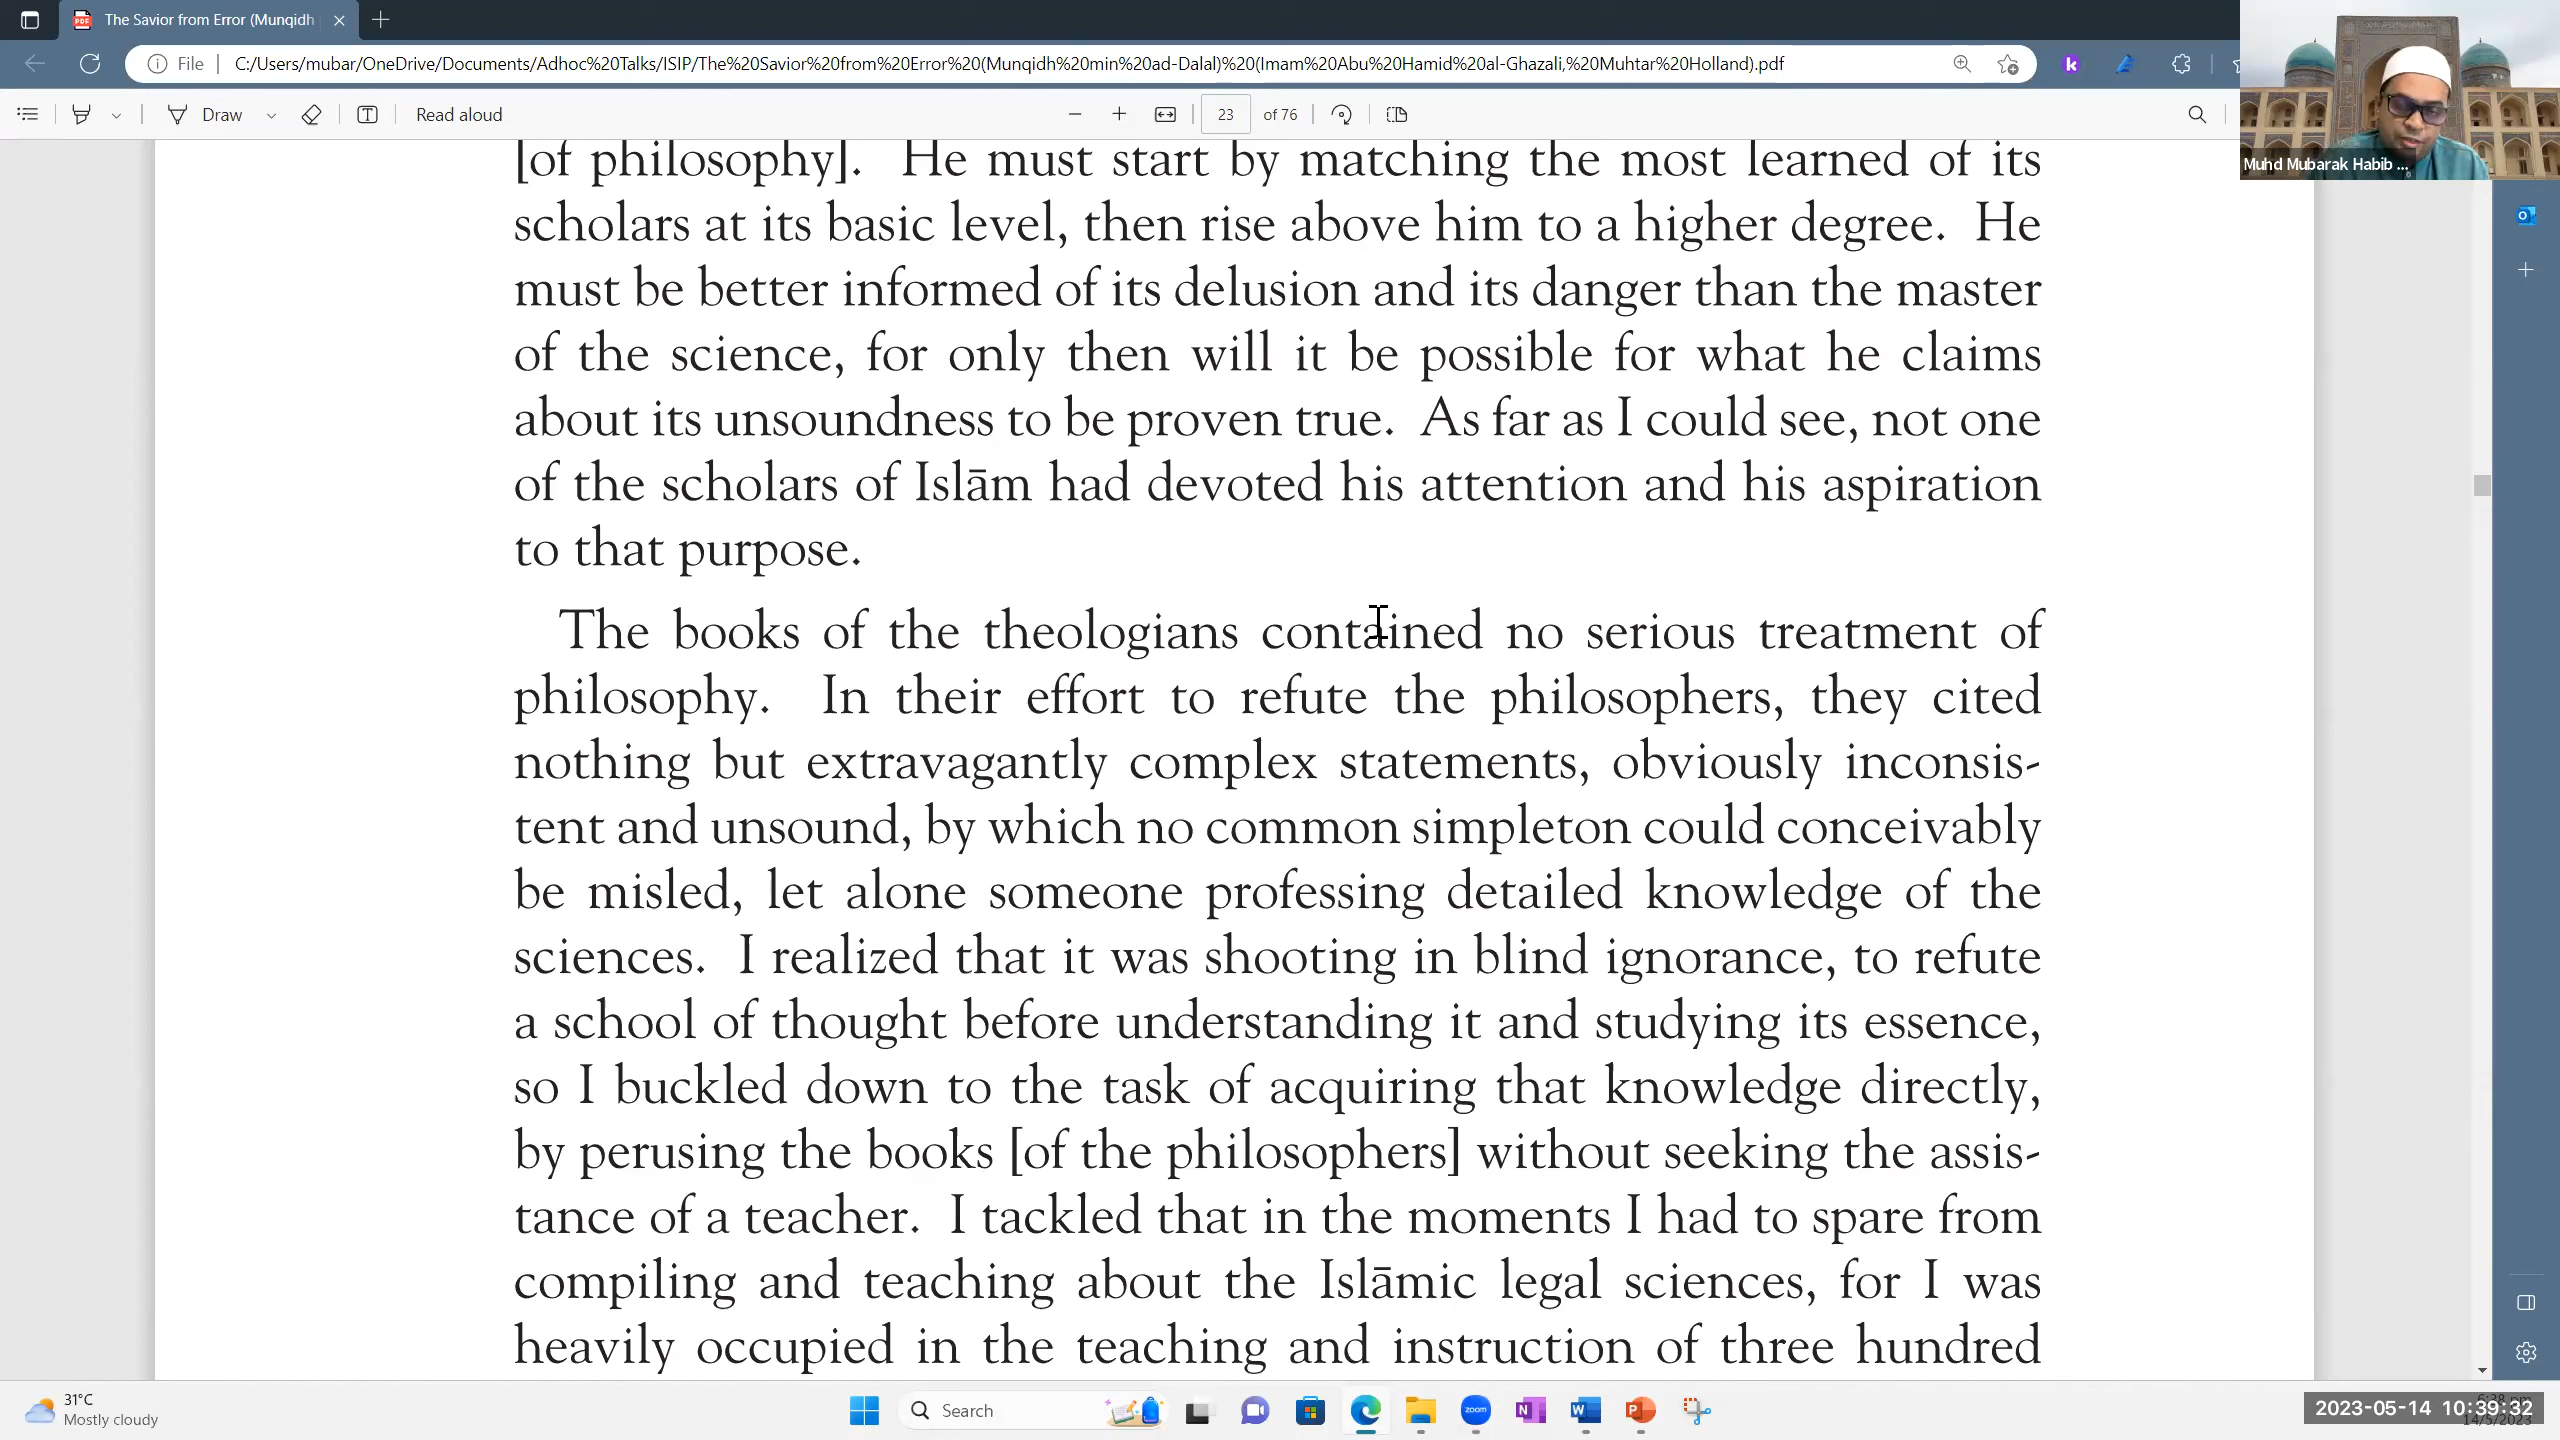 The Savior from Error (Munqidh
File
C:/Users/mubar/OneDrive/Documents/Adhoc%20Talks/ISIP/The%20Savior%20from%20Error%20(Munqidh%20min%20ad-Dalal)%20(Imam%20Abu%20Hamid%20al-Ghazali,%20Muhtar%20Holland).pdf
Draw
Read aloud
23 of 76
Muhd Mubarak Habib ...
[of philosophy]. He must start by matching the most learned of its
scholars at its basic level, then rise above him to a higher degree. He
must be better informed of its delusion and its danger than the master
of the science, for only then will it be possible for what he claims
about its unsoundness to be proven true. As far as I could see, not one
of the scholars of Islām had devoted his attention and his aspiration
to that purpose.
The books of the theologians contained no serious treatment of
philosophy. In their effort to refute the philosophers, they cited
nothing but extravagantly complex statements, obviously inconsis-
tent and unsound, by which no common simpleton could conceivably
be misled, let alone someone professing detailed knowledge of the
sciences. I realized that it was shooting in blind ignorance, to refute
a school of thought before understanding it and studying its essence,
so I buckled down to the task of acquiring that knowledge directly,
by perusing the books [of the philosophers] without seeking the assis-
tance of a teacher. I tackled that in the moments I had to spare from
compiling and teaching about the Islāmic legal sciences, for I was
heavily occupied in the teaching and instruction of three hundred
31°C
Mostly cloudy
Search
zoom
6:38 pm
14/5/2023
2023-05-14 10:39:32